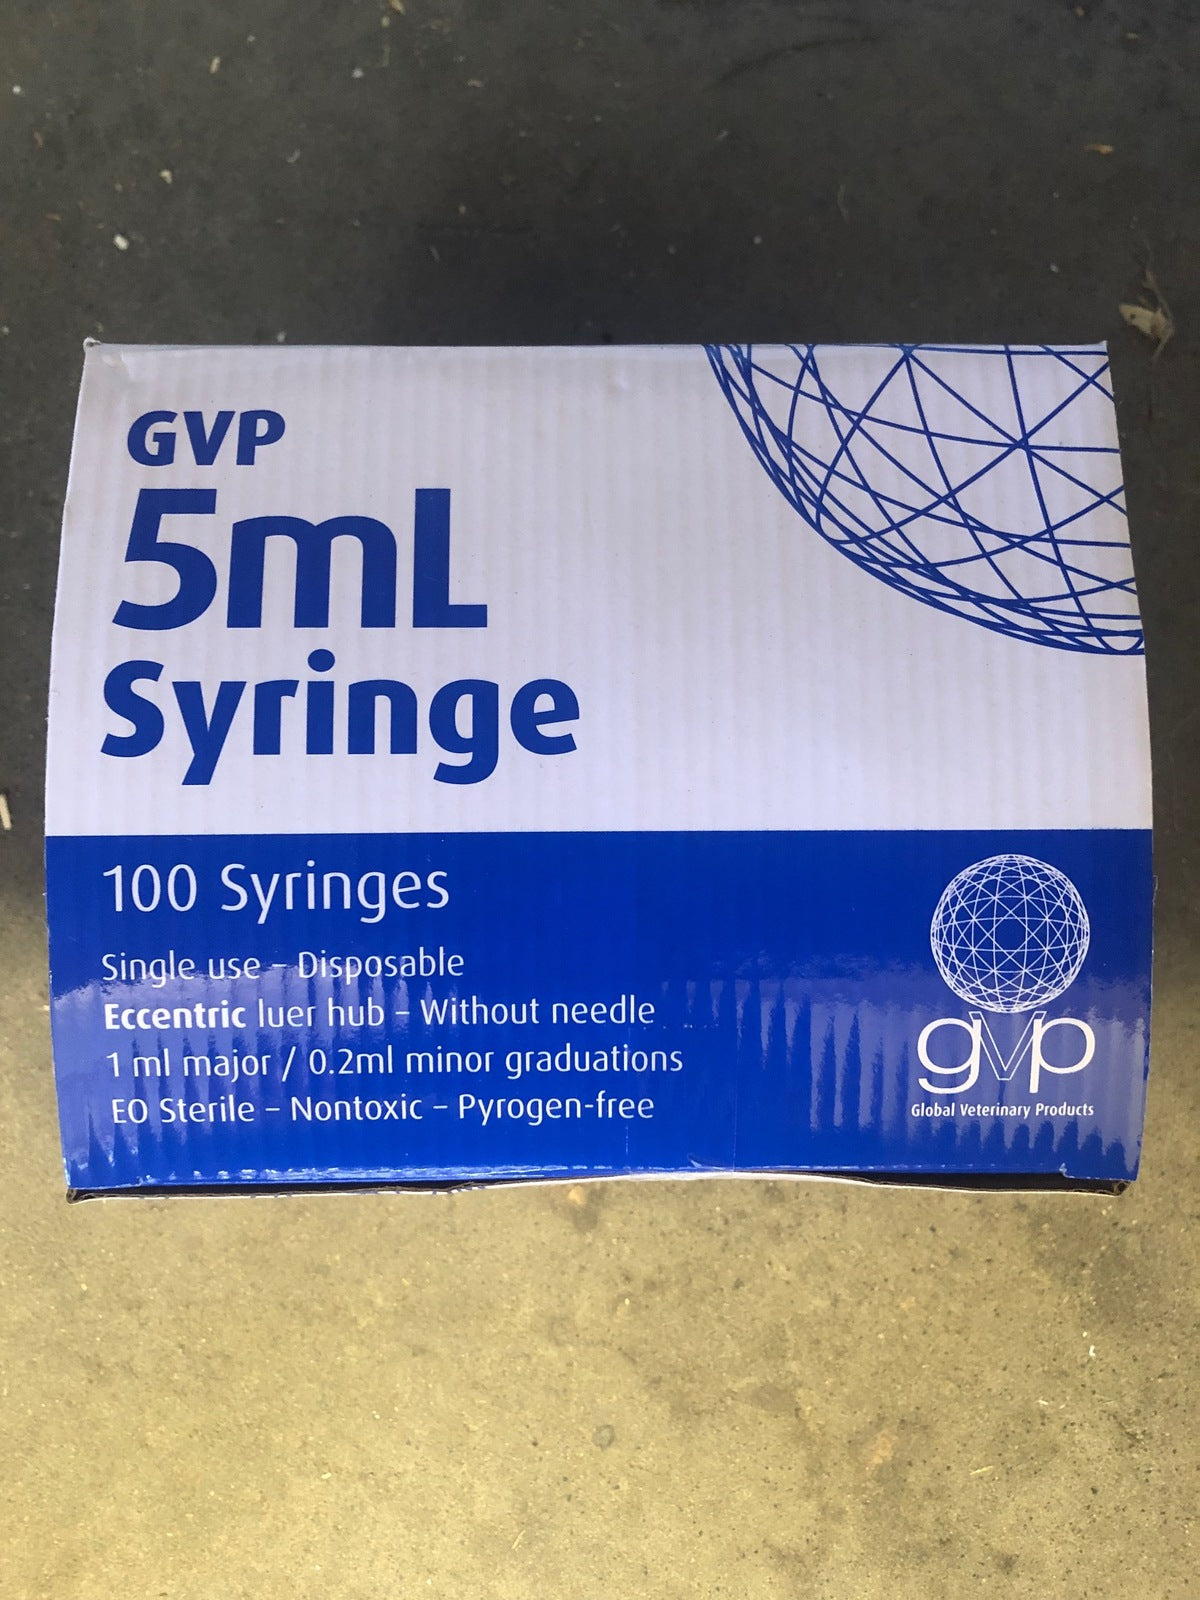 GVP
5mL
Syringe
100 Syringes
Single use – Disposable
Eccentric luer hub – Without needle
1 ml major / 0.2ml minor graduations
EO Sterile – Nontoxic – Pyrogen-free
gvp
Global Veterinary Products